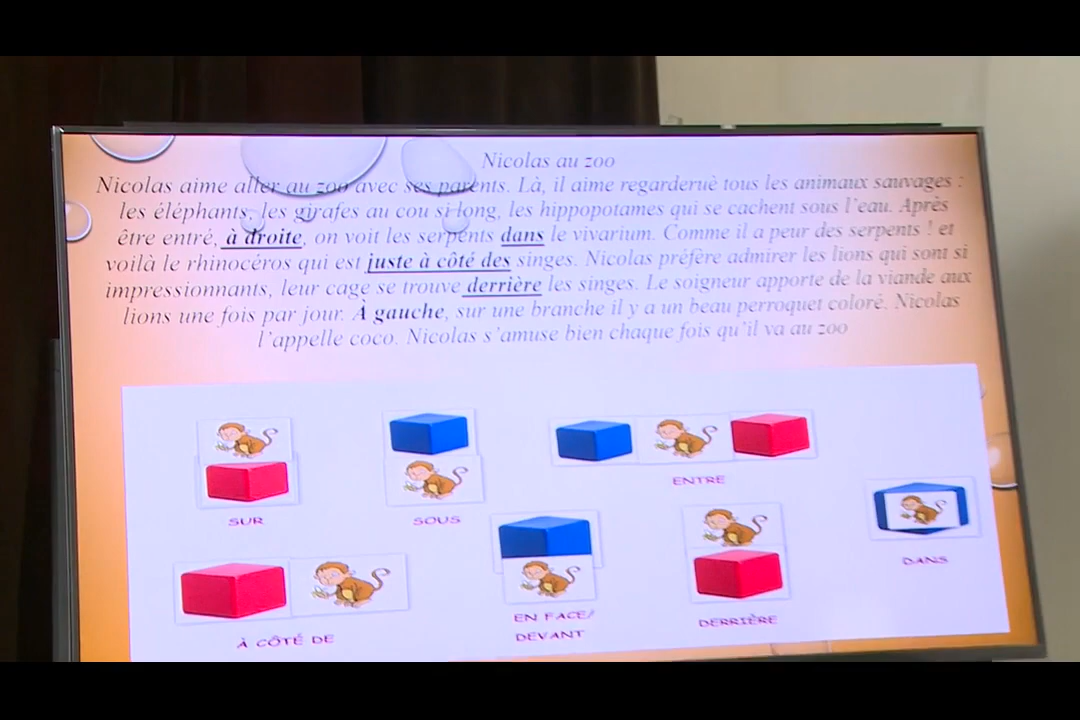 Nicolas au zoo
Nicolas aime aller au zoo avec ses parents. Là, il aime regarderuè tous les animaux sauvages :
les éléphants, les girafes au cou si long, les hippopotames qui se cachent sous l'eau. Après
être entré, à droite, on voit les serpents dans le vivarium. Comme il a peur des serpents ! et
voilà le rhinocéros qui est juste à côté des singes. Nicolas préfère admirer les lions qui sont si
impressionnants, leur cage se trouve derrière les singes. Le soigneur apporte de la viande aux
lions une fois par jour. À gauche, sur une branche il y a un beau perroquet coloré. Nicolas
l'appelle coco. Nicolas s'amuse bien chaque fois qu'il va au zoo
SUR
SOUS
ENTRE
DANS
À CÔTÉ DE
EN FACE/
DEVANT
DERRIÈRE